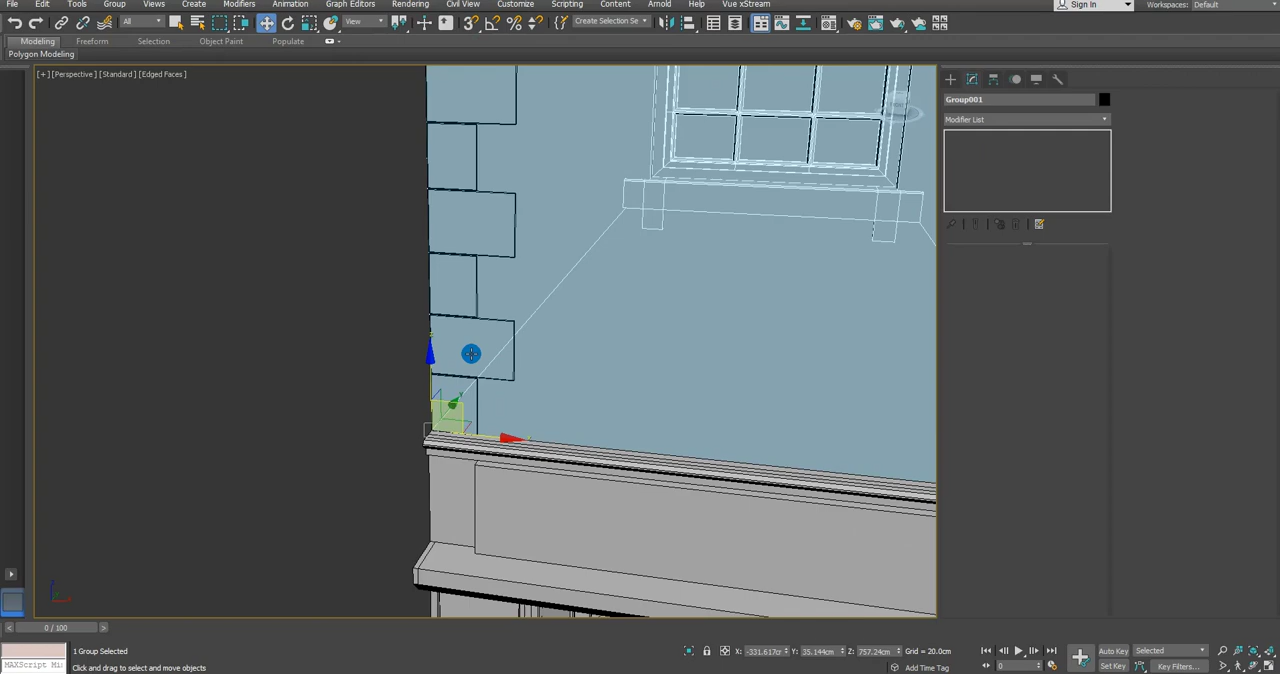 File Edit Tools Group Views Create Modifiers Animation Graph Editors Rendering Civil View Customize Scripting Content Arnold Help Vue xStream Sign In Workspaces: Default
All View Create Selection Se
Modeling Freeform Selection Object Paint Populate
Polygon Modeling
[+] [Perspective] [Standard] [Edged Faces]
Group001
Modifier List
0 / 100
1 Group Selected X: -331.617c Y: 35.144cm Z: 757.24cm Grid = 20.0cm Auto Key Selected
MAXScript Mi Click and drag to select and move objects Add Time Tag 0 Set Key Key Filters...